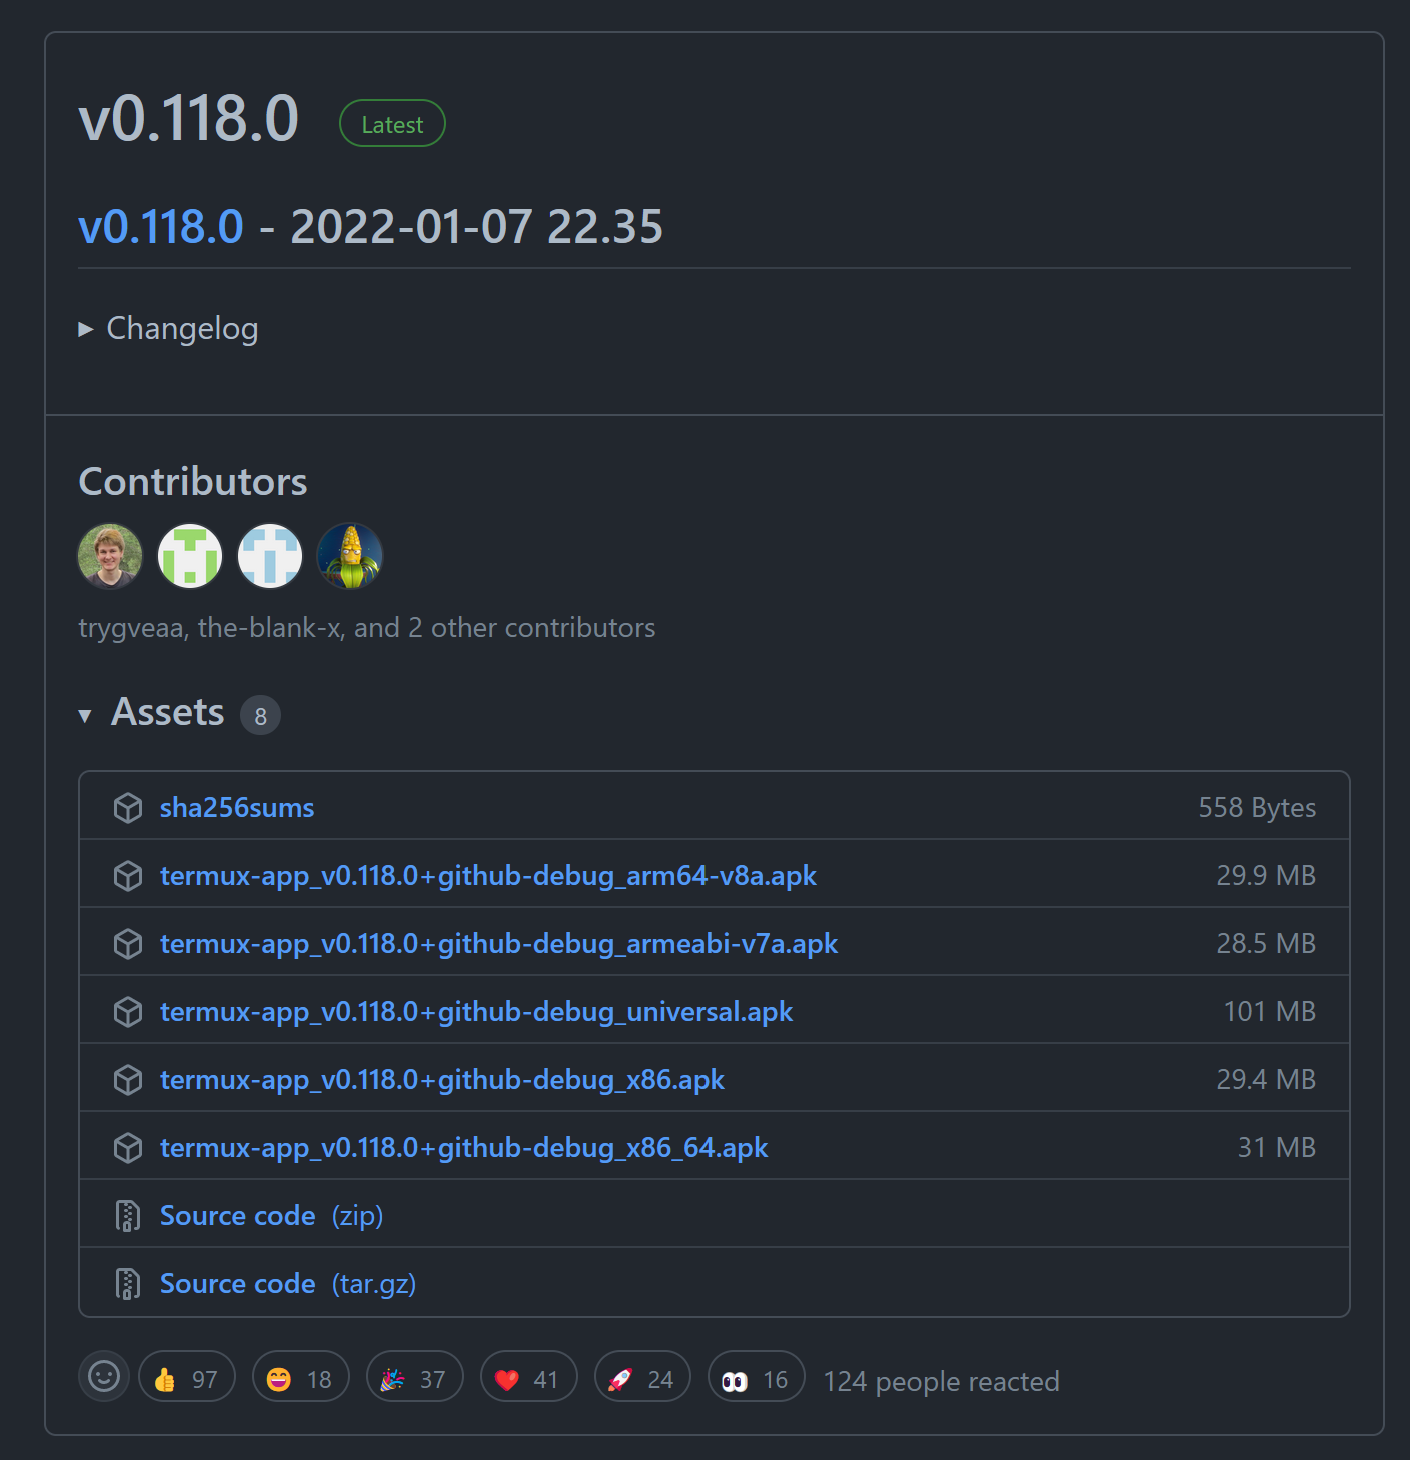 v0.118.0 Latest
v0.118.0 - 2022-01-07 22.35
▶ Changelog
Contributors
trygveaa, the-blank-x, and 2 other contributors
▼ Assets 8
sha256sums 558 Bytes
termux-app_v0.118.0+github-debug_arm64-v8a.apk 29.9 MB
termux-app_v0.118.0+github-debug_armeabi-v7a.apk 28.5 MB
termux-app_v0.118.0+github-debug_universal.apk 101 MB
termux-app_v0.118.0+github-debug_x86.apk 29.4 MB
termux-app_v0.118.0+github-debug_x86_64.apk 31 MB
Source code (zip)
Source code (tar.gz)
👍 97 😄 18 🎉 37 ❤️ 41 🚀 24 👀 16 124 people reacted